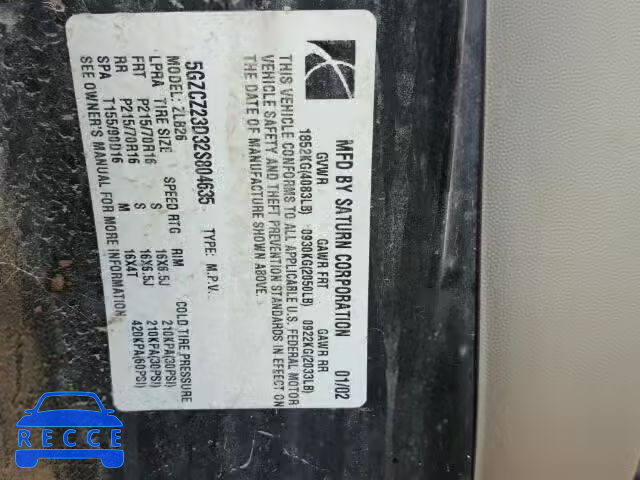 MFD BY SATURN CORPORATION 01/02
GVWR GAWR FRT GAWR RR
1852KG(4083LB) 0930KG(2050LB) 0922KG(2033LB)
THIS VEHICLE CONFORMS TO ALL APPLICABLE U.S. FEDERAL MOTOR
VEHICLE SAFETY AND THEFT PREVENTION STANDARDS IN EFFECT ON
THE DATE OF MANUFACTURE SHOWN ABOVE.
5GZCZ23D32S804635 TYPE: M.P.V.
MODEL: ZLB26
LPRA TIRE SIZE SPEED RTG RIM COLD TIRE PRESSURE
FRT P215/70R16 S 16X6.5J 210KPA(30PSI)
RR P215/70R16 S 16X6.5J 210KPA(30PSI)
SPA T155/90D16 M 16X4T 420KPA(60PSI)
SEE OWNER'S MANUAL FOR MORE INFORMATION
RECCE